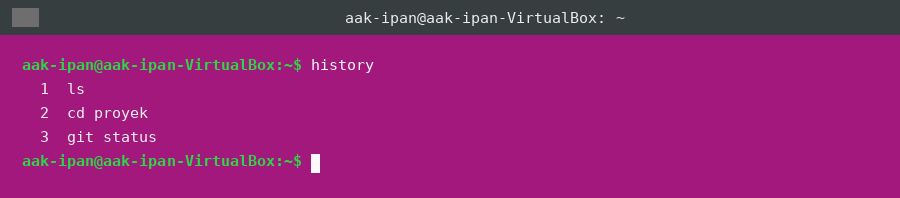 aak-ipan@aak-ipan-VirtualBox: ~
aak-ipan@aak-ipan-VirtualBox:~$ history
1 ls
2 cd proyek
3 git status
aak-ipan@aak-ipan-VirtualBox:~$